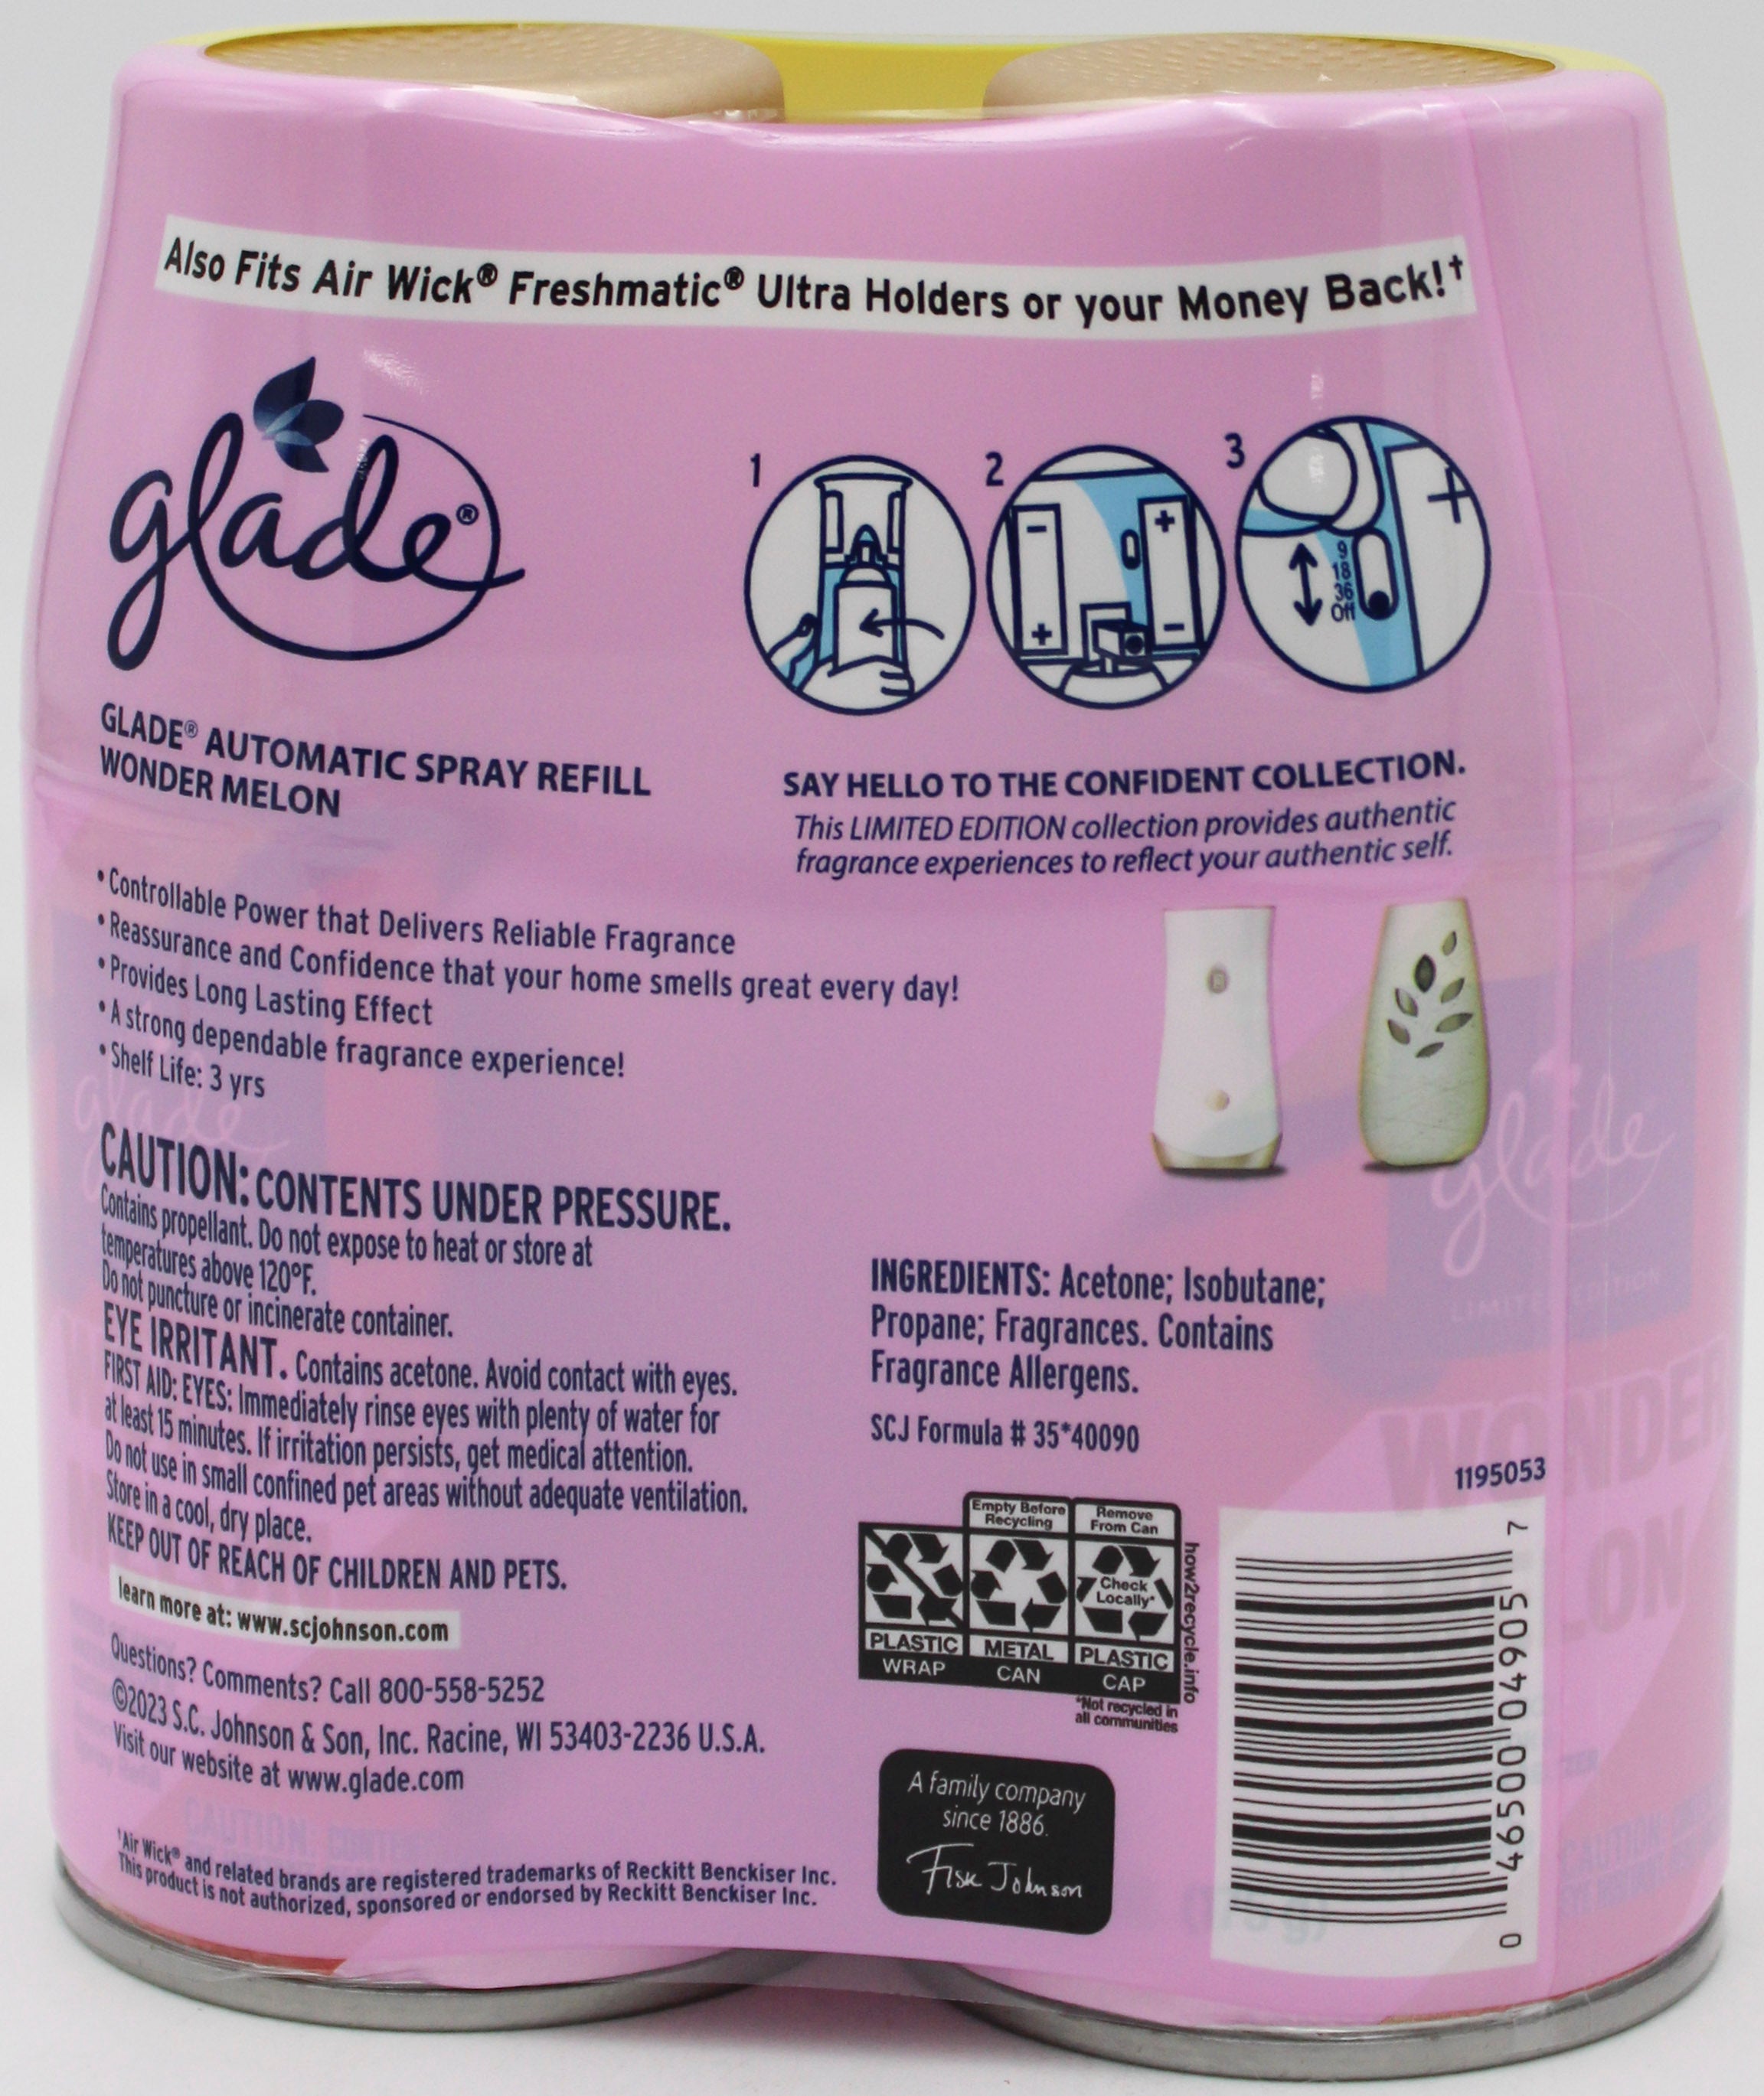 Also Fits Air Wick® Freshmatic® Ultra Holders or your Money Back!†
glade®
1
2
3
-
+
+
-
+
9
18
36
Off
GLADE® AUTOMATIC SPRAY REFILL
WONDER MELON
SAY HELLO TO THE CONFIDENT COLLECTION.
This LIMITED EDITION collection provides authentic
fragrance experiences to reflect your authentic self.
• Controllable Power that Delivers Reliable Fragrance
• Reassurance and Confidence that your home smells great every day!
• Provides Long Lasting Effect
• A strong dependable fragrance experience!
• Shelf Life: 3 yrs
CAUTION: CONTENTS UNDER PRESSURE.
Contains propellant. Do not expose to heat or store at
temperatures above 120°F.
Do not puncture or incinerate container.
EYE IRRITANT. Contains acetone. Avoid contact with eyes.
FIRST AID: EYES: Immediately rinse eyes with plenty of water for
at least 15 minutes. If irritation persists, get medical attention.
Do not use in small confined pet areas without adequate ventilation.
Store in a cool, dry place.
KEEP OUT OF REACH OF CHILDREN AND PETS.
learn more at: www.scjohnson.com
Questions? Comments? Call 800-558-5252
©2023 S.C. Johnson & Son, Inc. Racine, WI 53403-2236 U.S.A.
Visit our website at www.glade.com
†Air Wick® and related brands are registered trademarks of Reckitt Benckiser Inc.
This product is not authorized, sponsored or endorsed by Reckitt Benckiser Inc.
INGREDIENTS: Acetone; Isobutane;
Propane; Fragrances. Contains
Fragrance Allergens.
SCJ Formula # 35*40090
1195053
Empty Before
Recycling
Remove
From Can
Check
Locally*
PLASTIC
WRAP
METAL
CAN
PLASTIC
CAP
*Not recycled in
all communities
how2recycle.info
A family company
since 1886.
Fisk Johnson
0 46500 04905 7
glade
glade
LIMITED EDITION
WONDER